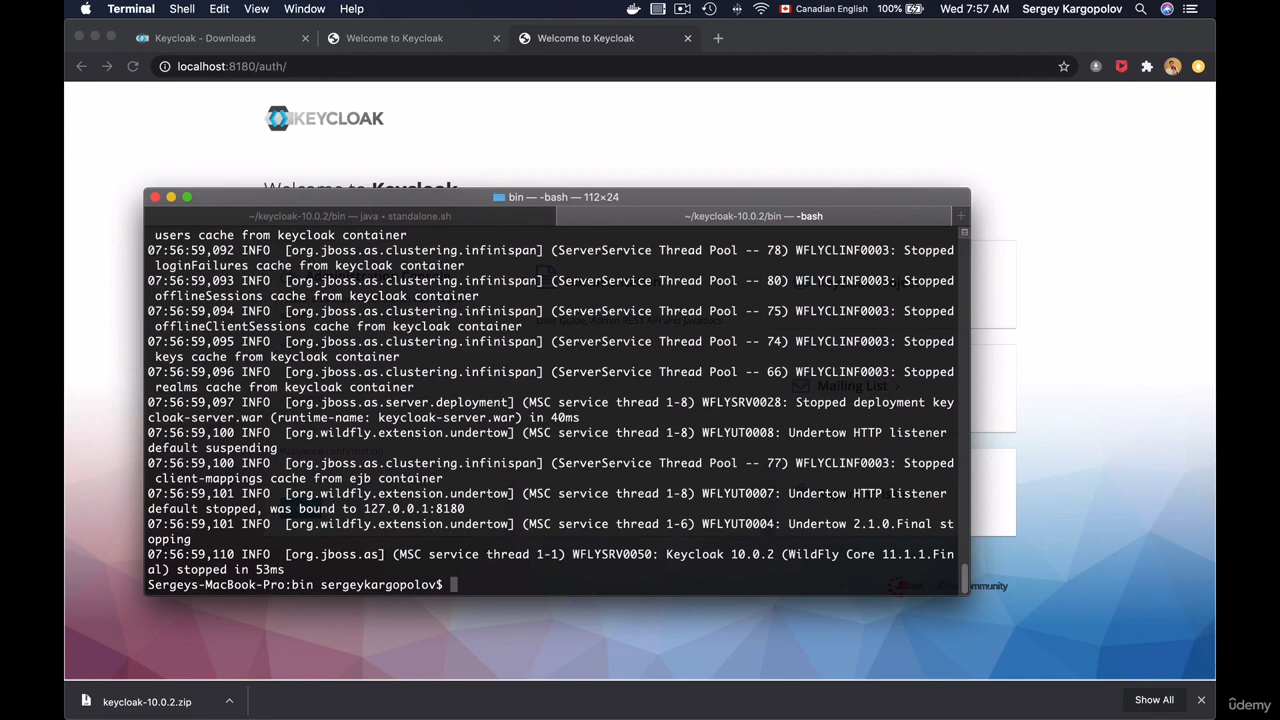 Terminal Shell Edit View Window Help Canadian English 100% Wed 7:57 AM Sergey Kargopolov
Keycloak - Downloads Welcome to Keycloak Welcome to Keycloak
localhost:8180/auth/
KEYCLOAK
Welcome to Keycloak
bin — -bash — 112×24
~/keycloak-10.0.2/bin — java • standalone.sh ~/keycloak-10.0.2/bin — -bash
users cache from keycloak container
07:56:59,092 INFO [org.jboss.as.clustering.infinispan] (ServerService Thread Pool -- 78) WFLYCLINF0003: Stopped
loginFailures cache from keycloak container
07:56:59,093 INFO [org.jboss.as.clustering.infinispan] (ServerService Thread Pool -- 80) WFLYCLINF0003: Stopped
offlineSessions cache from keycloak container
07:56:59,094 INFO [org.jboss.as.clustering.infinispan] (ServerService Thread Pool -- 75) WFLYCLINF0003: Stopped
User Guide, Admin REST API and Javadocs
offlineClientSessions cache from keycloak container
07:56:59,095 INFO [org.jboss.as.clustering.infinispan] (ServerService Thread Pool -- 74) WFLYCLINF0003: Stopped
keys cache from keycloak container
07:56:59,096 INFO [org.jboss.as.clustering.infinispan] (ServerService Thread Pool -- 66) WFLYCLINF0003: Stopped
realms cache from keycloak container
Mailing List ›
07:56:59,097 INFO [org.jboss.as.server.deployment] (MSC service thread 1-8) WFLYSRV0028: Stopped deployment key
cloak-server.war (runtime-name: keycloak-server.war) in 40ms
07:56:59,100 INFO [org.wildfly.extension.undertow] (MSC service thread 1-8) WFLYUT0008: Undertow HTTP listener
default suspending
Password confirmation
07:56:59,100 INFO [org.jboss.as.clustering.infinispan] (ServerService Thread Pool -- 77) WFLYCLINF0003: Stopped
client-mappings cache from ejb container
07:56:59,101 INFO [org.wildfly.extension.undertow] (MSC service thread 1-8) WFLYUT0007: Undertow HTTP listener
default stopped, was bound to 127.0.0.1:8180
07:56:59,101 INFO [org.wildfly.extension.undertow] (MSC service thread 1-6) WFLYUT0004: Undertow 2.1.0.Final st
opping
07:56:59,110 INFO [org.jboss.as] (MSC service thread 1-1) WFLYSRV0050: Keycloak 10.0.2 (WildFly Core 11.1.1.Fin
al) stopped in 53ms
Sergeys-MacBook-Pro:bin sergeykargopolov$
keycloak-10.0.2.zip Show All
ûdemy